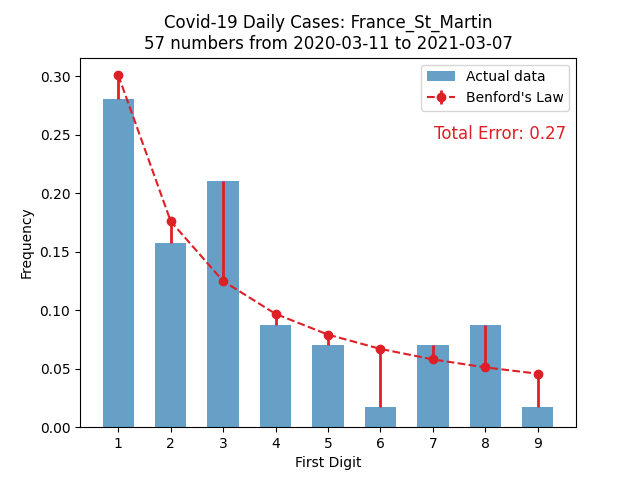 Covid-19 Daily Cases: France_St_Martin
57 numbers from 2020-03-11 to 2021-03-07
Actual data
Benford's Law
Total Error: 0.27
Frequency
0.30
0.25
0.20
0.15
0.10
0.05
0.00
1 2 3 4 5 6 7 8 9
First Digit